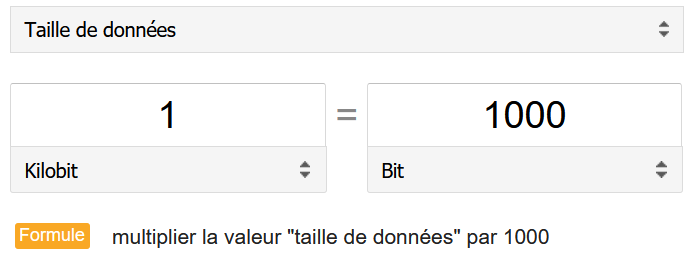 Taille de données
1 = 1000
Kilobit Bit
Formule multiplier la valeur "taille de données" par 1000